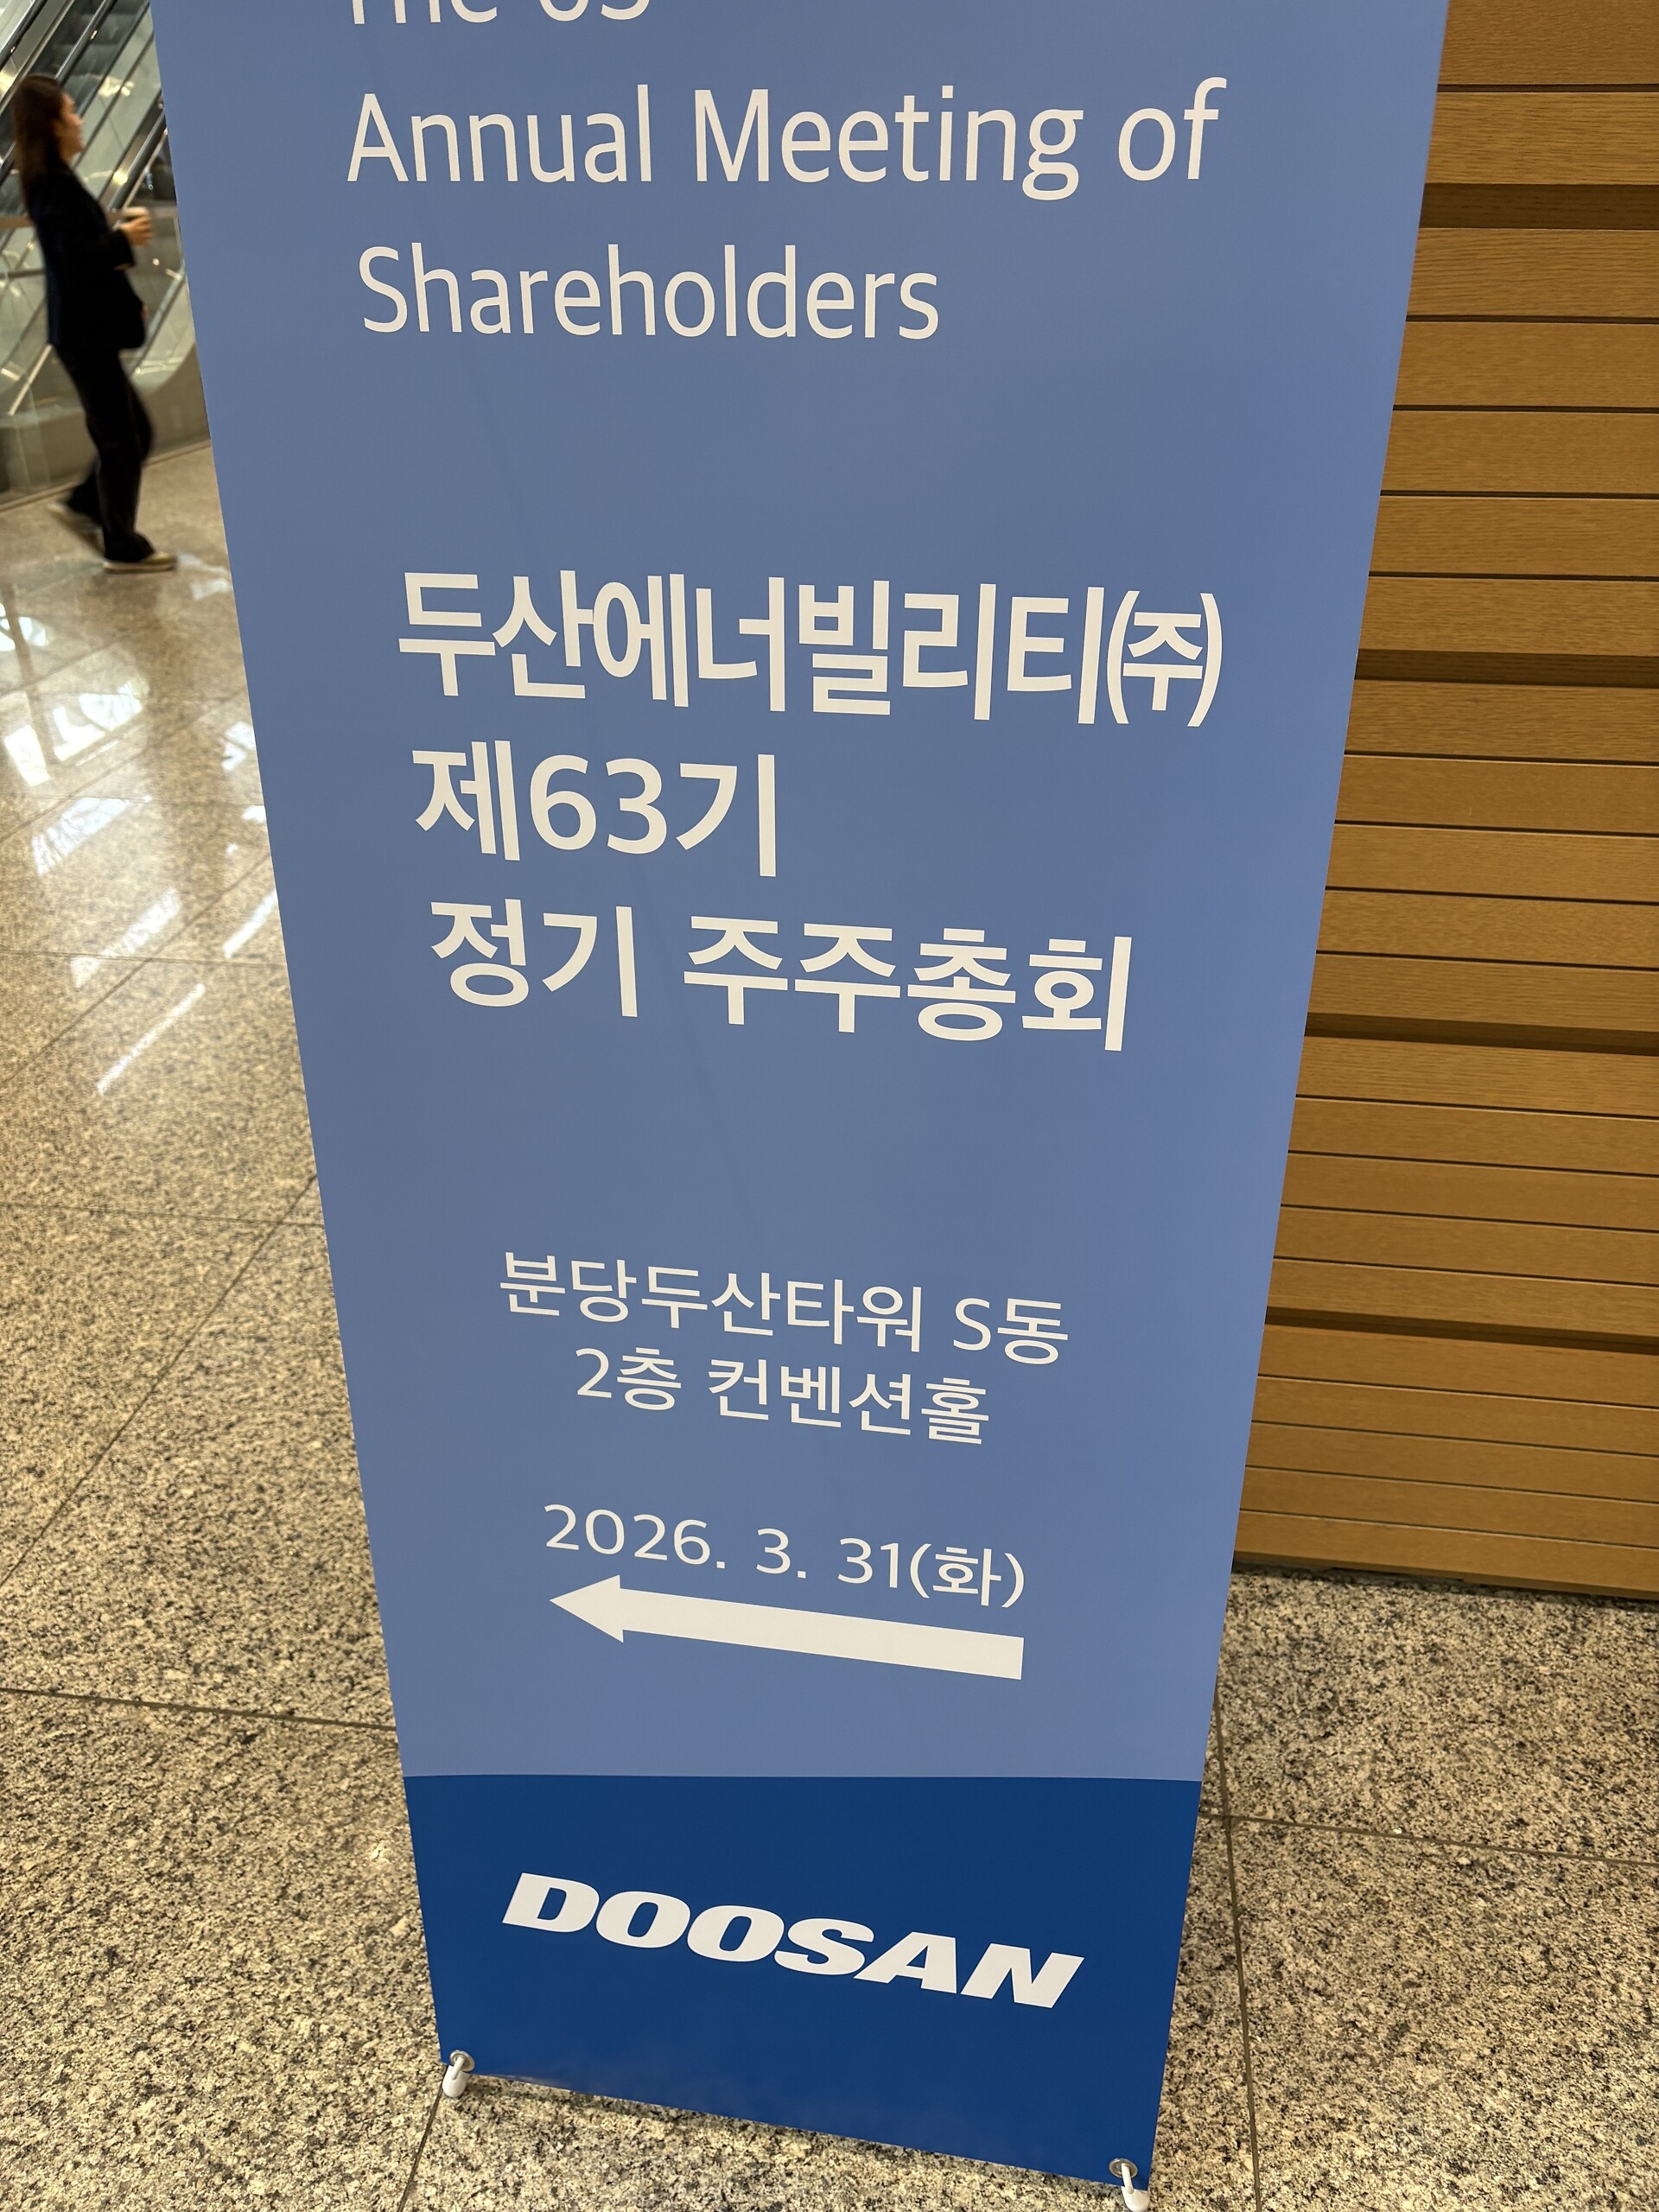 The 63
Annual Meeting of
Shareholders
두산에너빌리티(주)
제63기
정기 주주총회
분당두산타워 S동
2층 컨벤션홀
2026. 3. 31(화)
DOOSAN